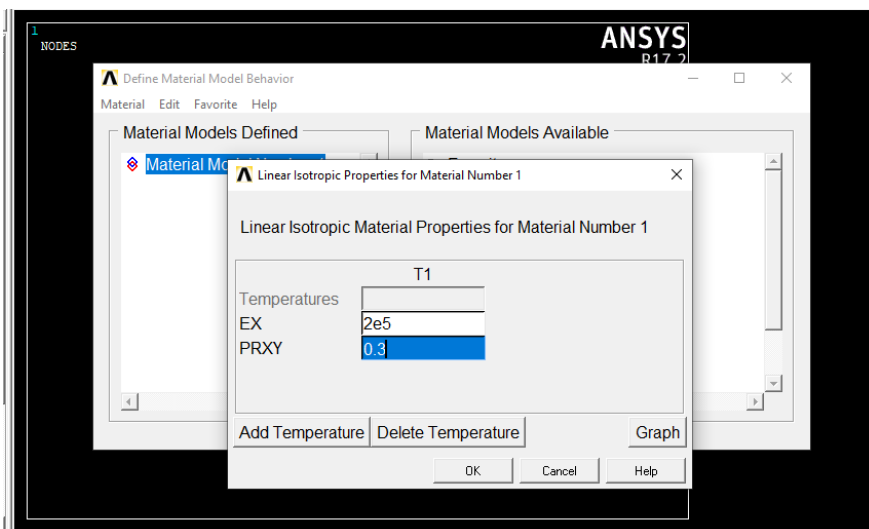 1
NODES
ANSYS
R17.2
Define Material Model Behavior
Material Edit Favorite Help
Material Models Defined
Material Models Available
Linear Isotropic Properties for Material Number 1
Linear Isotropic Material Properties for Material Number 1
T1
Temperatures
EX 2e5
PRXY 0.3
Add Temperature Delete Temperature Graph
OK Cancel Help